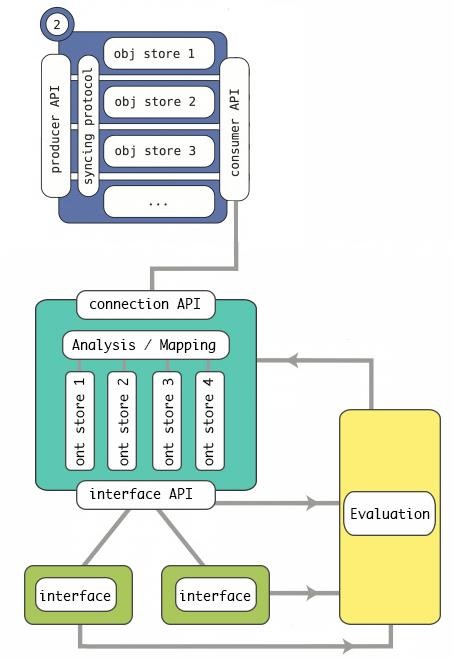 2
obj store 1
obj store 2
obj store 3
...
producer API
syncing protocol
consumer API
connection API
Analysis / Mapping
ont store 1
ont store 2
ont store 3
ont store 4
interface API
Evaluation
interface
interface